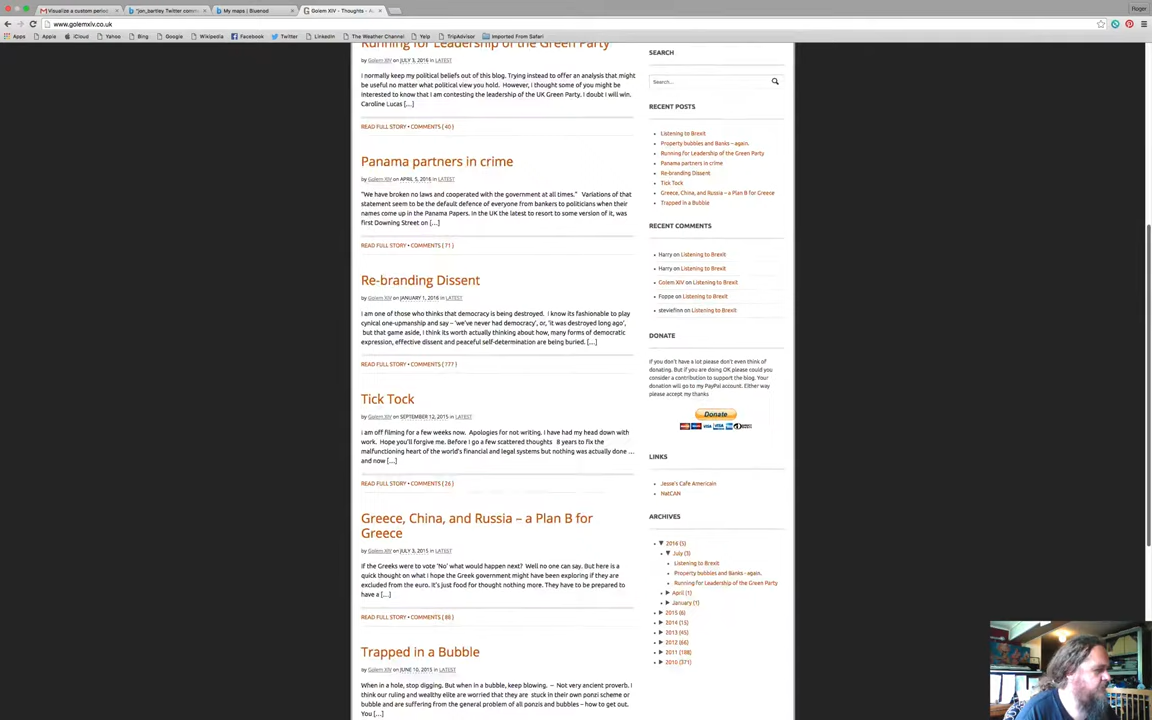 Visualize a custom period
"jon_bartley Twitter comm
My maps | Bluenod
Golem XIV - Thoughts - A
Roger
www.golemxiv.co.uk
Apps Apple iCloud Yahoo Bing Google Wikipedia Facebook Twitter LinkedIn The Weather Channel Yelp TripAdvisor Imported From Safari
Running for Leadership of the Green Party
by Golem XIV on JULY 3, 2016 in LATEST
I normally keep my political beliefs out of this blog. Trying instead to offer an analysis that might
be useful no matter what political view you hold. However, I thought some of you might be
interested to know that I am contesting the leadership of the UK Green Party. I doubt I will win.
Caroline Lucas [...]
READ FULL STORY • COMMENTS { 40 }
Panama partners in crime
by Golem XIV on APRIL 5, 2016 in LATEST
"We have broken no laws and cooperated with the government at all times." Variations of that
statement seem to be the default defence of everyone from bankers to politicians when their
names come up in the Panama Papers. In the UK the latest to resort to some version of it, was
first Downing Street on [...]
READ FULL STORY • COMMENTS { 71 }
Re-branding Dissent
by Golem XIV on JANUARY 1, 2016 in LATEST
I am one of those who thinks that democracy is being destroyed. I know its fashionable to play
cynical one-upmanship and say – 'we've never had democracy', or, 'it was destroyed long ago',
but that game aside, I think its worth actually thinking about how, many forms of democratic
expression, effective dissent and peaceful self-determination are being buried. [...]
READ FULL STORY • COMMENTS { 777 }
Tick Tock
by Golem XIV on SEPTEMBER 12, 2015 in LATEST
I am off filming for a few weeks now. Apologies for not writing. I have had my head down with
work. Hope you'll forgive me. Before I go a few scattered thoughts 8 years to fix the
malfunctioning heart of the world's financial and legal systems but nothing was actually done ...
and now [...]
READ FULL STORY • COMMENTS { 26 }
Greece, China, and Russia – a Plan B for
Greece
by Golem XIV on JULY 3, 2015 in LATEST
If the Greeks were to vote 'No' what would happen next? Well no one can say. But here is a
quick thought on what I hope the Greek government might have been exploring if they are
excluded from the euro. It's just food for thought nothing more. They have to be prepared to
have a [...]
READ FULL STORY • COMMENTS { 88 }
Trapped in a Bubble
by Golem XIV on JUNE 10, 2015 in LATEST
When in a hole, stop digging. But when in a bubble, keep blowing. – Not very ancient proverb. I
think our ruling and wealthy elite are worried that they are stuck in their own ponzi scheme or
bubble and are suffering from the general problem of all ponzis and bubbles – how to get out.
You [...]
SEARCH
Search...
RECENT POSTS
Listening to Brexit
Property bubbles and Banks – again.
Running for Leadership of the Green Party
Panama partners in crime
Re-branding Dissent
Tick Tock
Greece, China, and Russia – a Plan B for Greece
Trapped in a Bubble
RECENT COMMENTS
Harry on Listening to Brexit
Harry on Listening to Brexit
Golem XIV on Listening to Brexit
Foppe on Listening to Brexit
steviefinn on Listening to Brexit
DONATE
If you don't have a lot please don't even think of
donating. But if you are doing OK please could you
consider a contribution to support the blog. Your
donation will go to my PayPal account. Either way
please accept my thanks
Donate
LINKS
Jesse's Cafe Americain
NatCAN
ARCHIVES
▼ 2016 (5)
▼ July (3)
Listening to Brexit
Property bubbles and Banks - again.
Running for Leadership of the Green Party
► April (1)
► January (1)
► 2015 (6)
► 2014 (15)
► 2013 (45)
► 2012 (66)
► 2011 (188)
► 2010 (371)